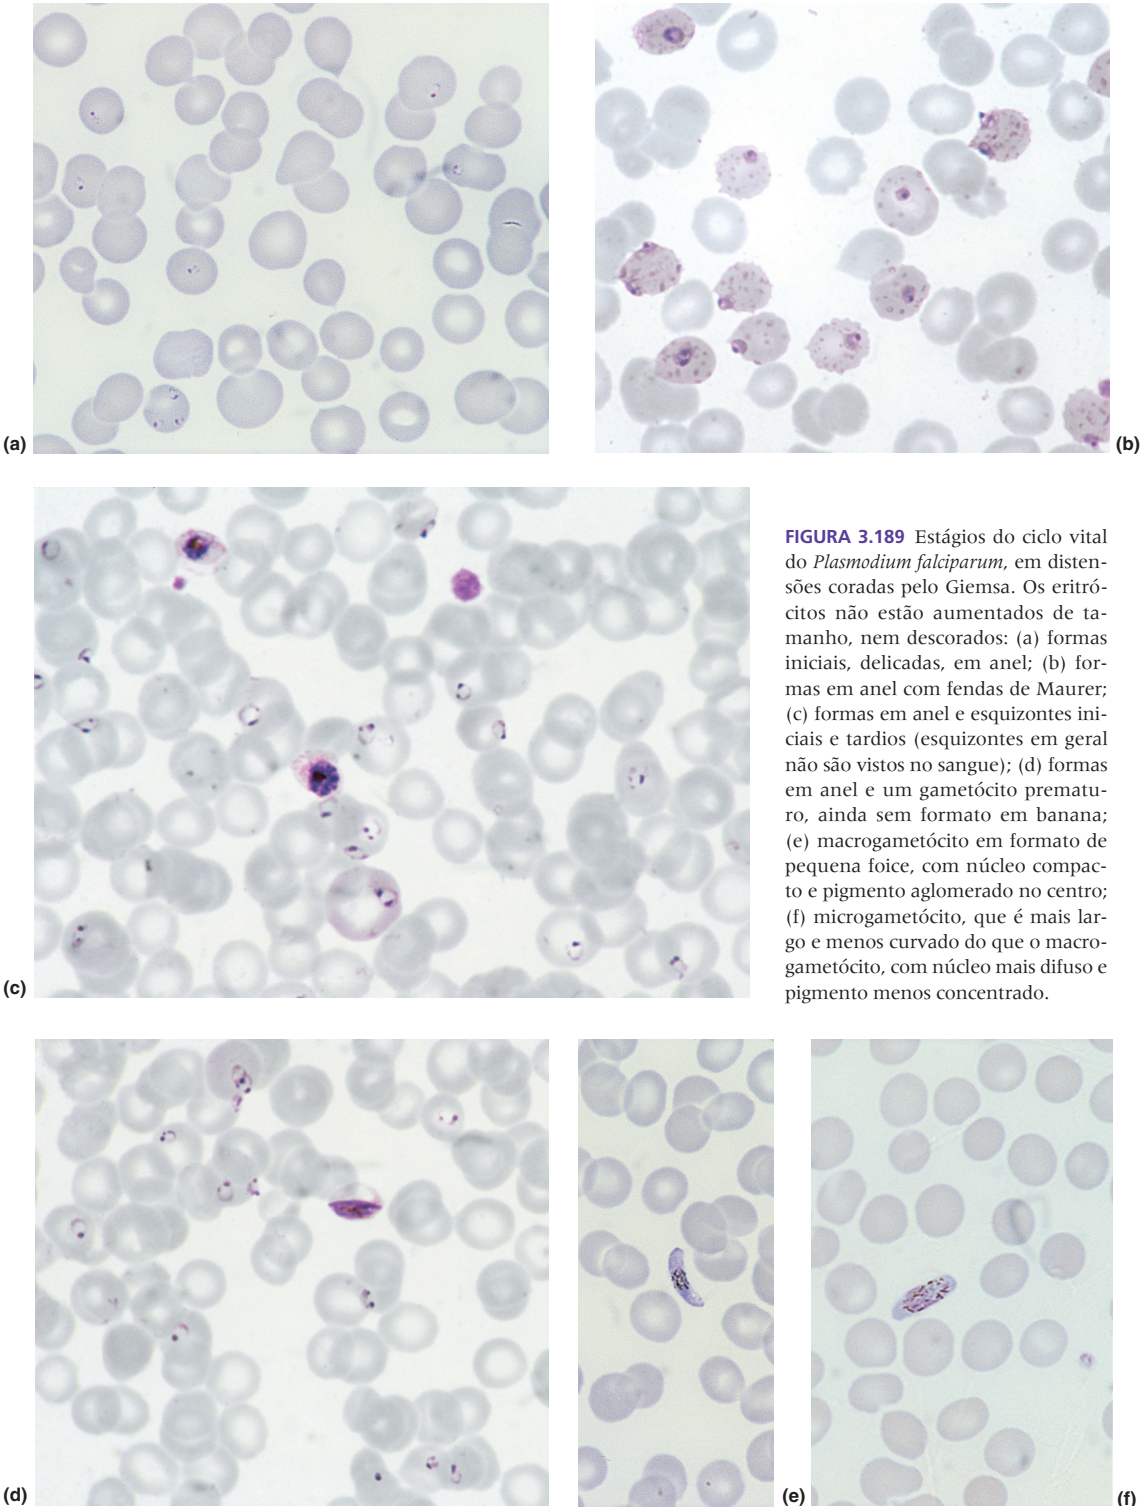 (a)
(b)
FIGURA 3.189 Estágios do ciclo vital
do Plasmodium falciparum, em disten-
sões coradas pelo Giemsa. Os eritró-
citos não estão aumentados de ta-
manho, nem descorados: (a) formas
iniciais, delicadas, em anel; (b) for-
mas em anel com fendas de Maurer;
(c) formas em anel e esquizontes ini-
ciais e tardios (esquizontes em geral
não são vistos no sangue); (d) formas
em anel e um gametócito prematu-
ro, ainda sem formato em banana;
(e) macrogametócito em formato de
pequena foice, com núcleo compac-
to e pigmento aglomerado no centro;
(f) microgametócito, que é mais lar-
go e menos curvado do que o macro-
gametócito, com núcleo mais difuso e
pigmento menos concentrado.
(c)
(d)
(e)
(f)